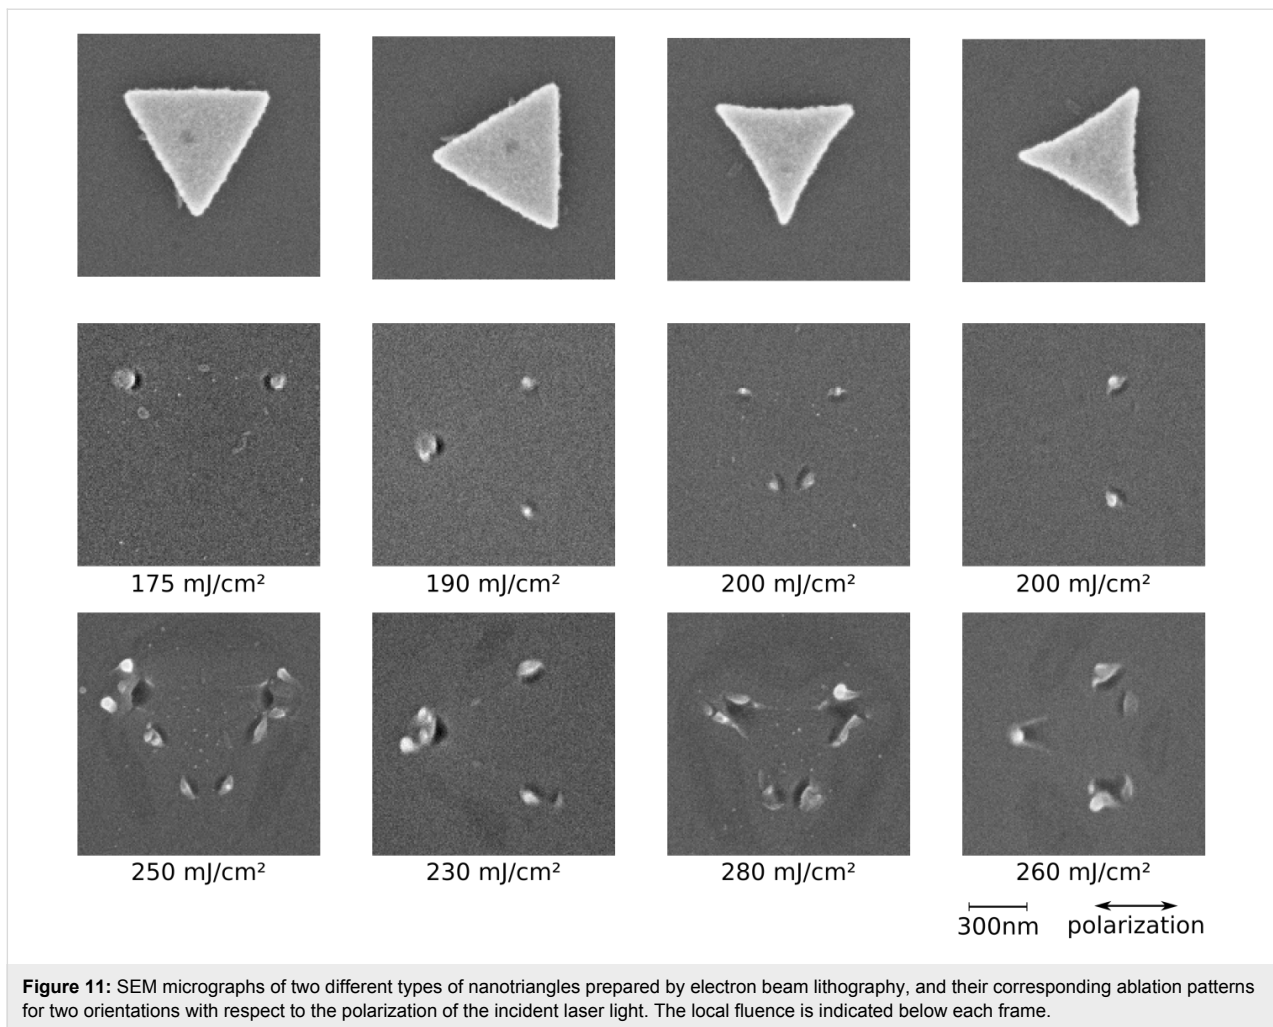 175 mJ/cm²
190 mJ/cm²
200 mJ/cm²
200 mJ/cm²
250 mJ/cm²
230 mJ/cm²
280 mJ/cm²
260 mJ/cm²
300nm
polarization
Figure 11: SEM micrographs of two different types of nanotriangles prepared by electron beam lithography, and their corresponding ablation patterns
for two orientations with respect to the polarization of the incident laser light. The local fluence is indicated below each frame.